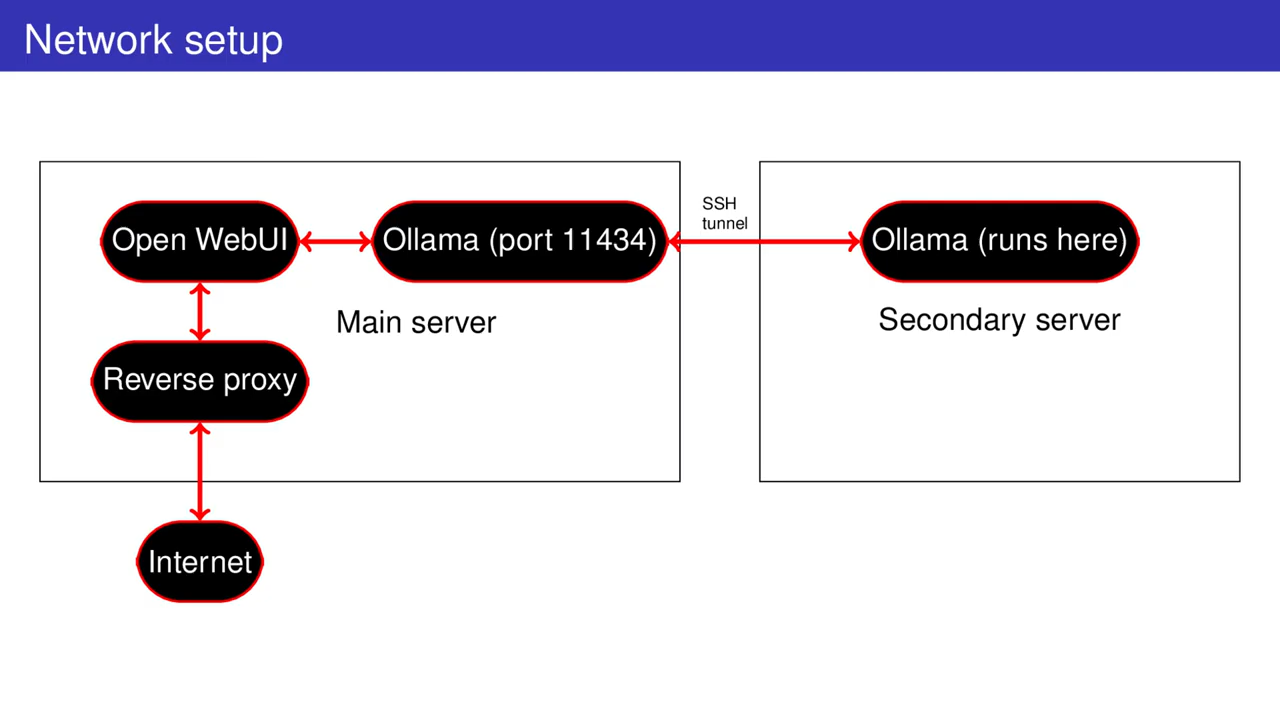 Network setup
SSH
tunnel
Open WebUI
Ollama (port 11434)
Ollama (runs here)
Main server
Secondary server
Reverse proxy
Internet